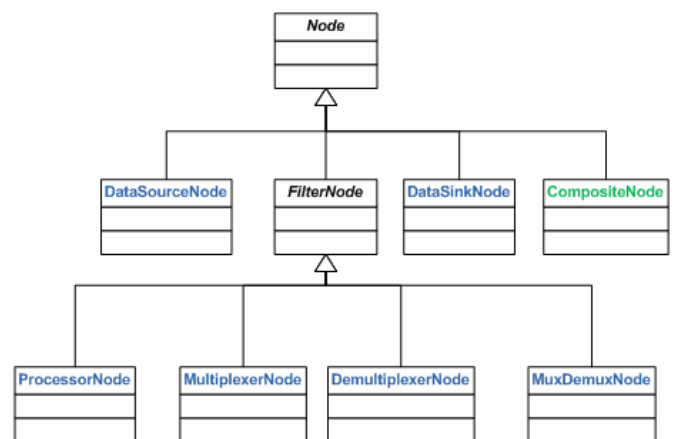 Node
DataSourceNode FilterNode DataSinkNode CompositeNode
ProcessorNode MultiplexerNode DemultiplexerNode MuxDemuxNode